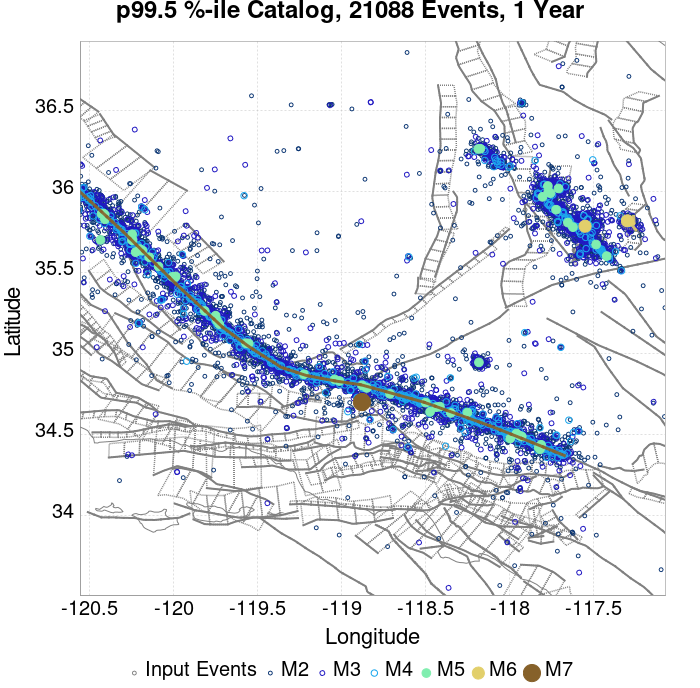 p99.5 %-ile Catalog, 21088 Events, 1 Year
Latitude
36.5
36
35.5
35
34.5
34
-120.5 -120 -119.5 -119 -118.5 -118 -117.5
Longitude
Input Events M2 M3 M4 M5 M6 M7